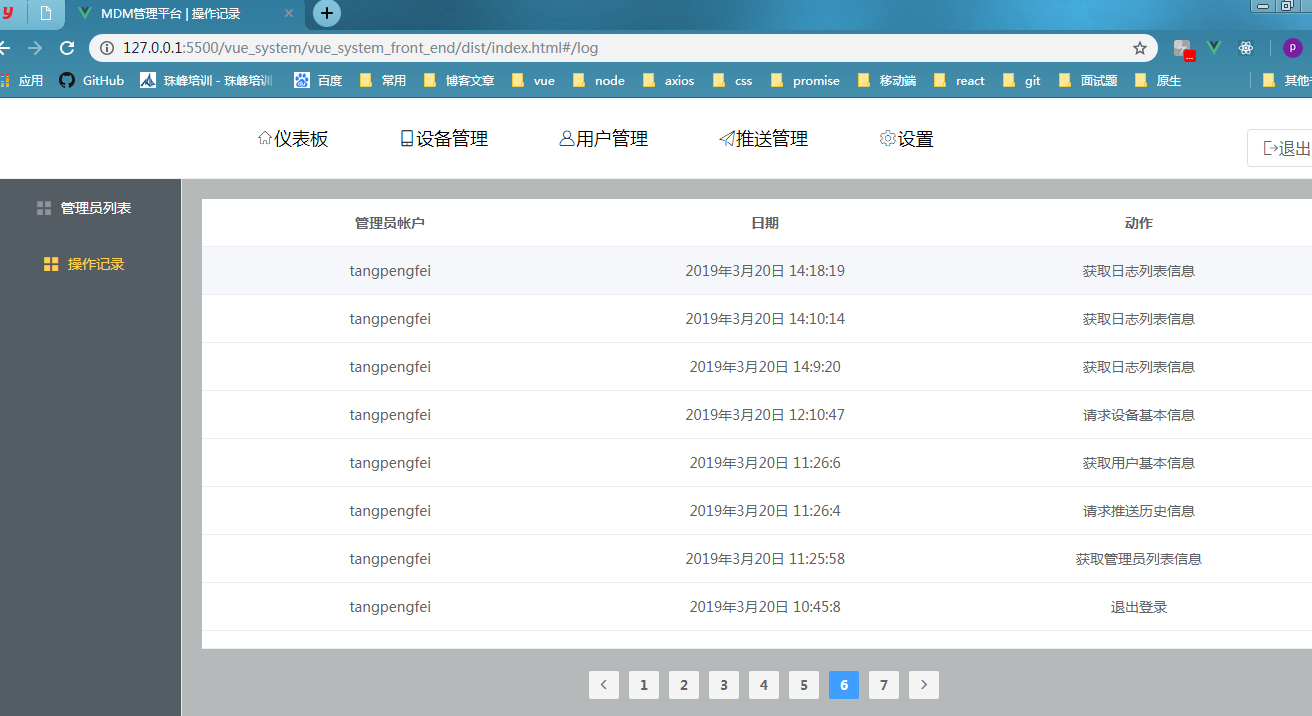 MDM管理平台 | 操作记录
127.0.0.1:5500/vue_system/vue_system_front_end/dist/index.html#/log
应用 GitHub 珠峰培训 - 珠峰培训 百度 常用 博客文章 vue node axios css promise 移动端 react git 面试题 原生 其他
仪表板 设备管理 用户管理 推送管理 设置
退出
管理员列表
操作记录
管理员帐户 日期 动作
tangpengfei 2019年3月20日 14:18:19 获取日志列表信息
tangpengfei 2019年3月20日 14:10:14 获取日志列表信息
tangpengfei 2019年3月20日 14:9:20 获取日志列表信息
tangpengfei 2019年3月20日 12:10:47 请求设备基本信息
tangpengfei 2019年3月20日 11:26:6 获取用户基本信息
tangpengfei 2019年3月20日 11:26:4 请求推送历史信息
tangpengfei 2019年3月20日 11:25:58 获取管理员列表信息
tangpengfei 2019年3月20日 10:45:8 退出登录
1 2 3 4 5 6 7